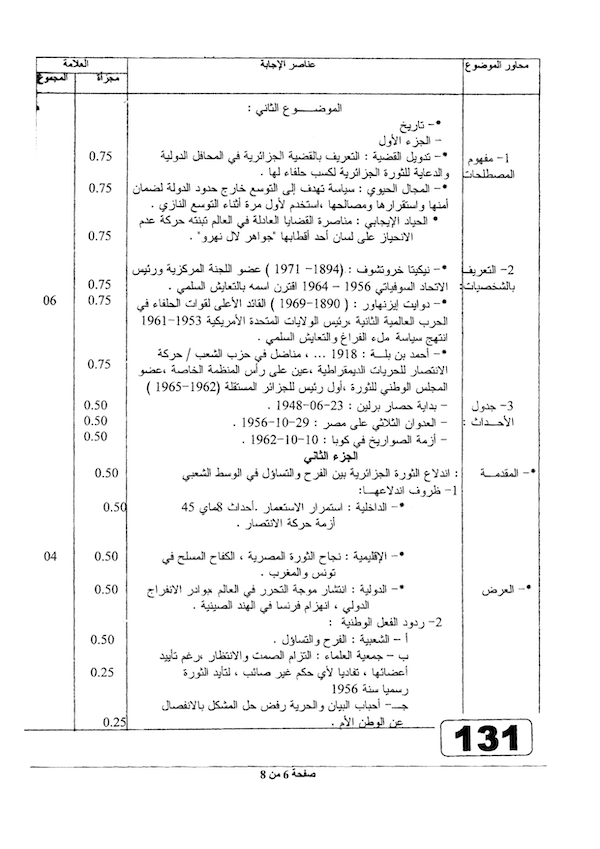 محاور الموضوع
عناصر الإجابة
العلامة
مجزأة
المجموع
الموضـــوع الثاني :
*- تاريخ
- الجزء الأول
1- مفهوم المصطلحات
*- تدويل القضية : التعريف بالقضية الجزائرية في المحافل الدولية
والدعاية للثورة الجزائرية لكسب حلفاء لها .
0.75
*- المجال الحيوي : سياسة تهدف إلى التوسع خارج حدود الدولة لضمان
أمنها واستقرارها ومصالحها ،استخدم لأول مرة أثناء التوسع النازي .
0.75
* الحياد الإيجابي : مناصرة القضايا العادلة في العالم تبنته حركة عدم
الانحياز على لسان أحد أقطابها "جواهر لال نهرو" .
0.75
2- التعريف بالشخصيات:
*- نيكيتا خروتشوف : (1894- 1971 ) عضو اللجنة المركزية ورئيس
الاتحاد السوفياتي 1956 – 1964 اقترن اسمه بالتعايش السلمي .
0.75
*- دوايت إيزنهاور : ( 1890-1969) القائد الأعلى لقوات الحلفاء في
0.75
06
الحرب العالمية الثانية ،رئيس الولايات المتحدة الأمريكية 1953-1961
انتهج سياسة ملء الفراغ والتعايش السلمي .
*- أحمد بن بلــة : 1918 ... ، مناضل في حزب الشعب / حركة
الانتصار للحريات الديمقراطية ،عين على رأس المنظمة الخاصة ،عضو
0.75
المجلس الوطني للثورة ،أول رئيس للجزائر المستقلة (1962-1965 )
3- جدول الأحداث :
- بداية حصار برلين : 23-06-1948 .
0.50
- العدوان الثلاثي على مصر : 29-10-1956 .
0.50
- أزمة الصواريخ في كوبا : 10-10-1962 .
0.50
الجزء الثاني
*- المقدمـــة
: اندلاع الثورة الجزائرية بين الفرح والتساؤل في الوسط الشعبي
0.50
1- ظروف اندلاعهــا:
*- الداخلية : استمرار الاستعمار .أحداث 8ماي 45
0.50
أزمة حركة الانتصار .
*- الإقليمية : نجاح الثورة المصرية ، الكفاح المسلح في
0.50
04
تونس والمغرب .
*- العرض
*- الدولية : انتشار موجة التحرر في العالم ،بوادر الانفراج
0.50
الدولي ، انهزام فرنسا في الهند الصينية .
2- ردود الفعل الوطنية :
أ – الشعبية : الفرح والتساؤل .
0.50
ب – جمعية العلماء : التزام الصمت والانتظار ،رغم تأييد
أعضائها ، تفاديا لأي حكم غير صائب ، لتأيد الثورة
0.25
رسميا سنة 1956
جــ- أحباب البيان والحرية رفض حل المشكل بالانفصال
عن الوطن الأم .
0.25
131
صفحة 6 من 8